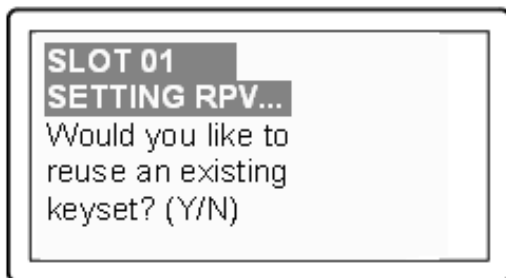 SLOT 01
SETTING RPV...
Would you like to
reuse an existing
keyset? (Y/N)